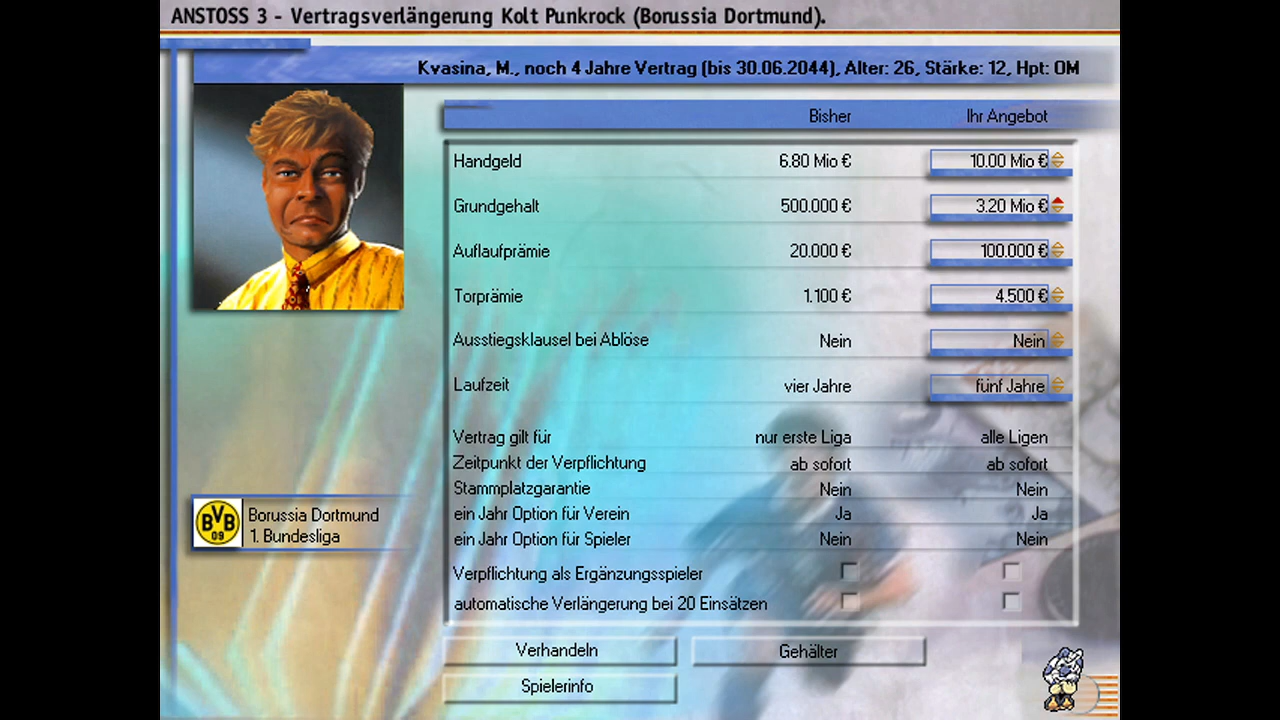 ANSTOSS 3 - Vertragsverlängerung Kolt Punkrock (Borussia Dortmund).
Kvasina, M., noch 4 Jahre Vertrag (bis 30.06.2044), Alter: 26, Stärke: 12, Hpt: OM
Bisher Ihr Angebot
Handgeld 6.80 Mio € 10.00 Mio €
Grundgehalt 500.000 € 3.20 Mio €
Auflaufprämie 20.000 € 100.000 €
Torprämie 1.100 € 4.500 €
Ausstiegsklausel bei Ablöse Nein Nein
Laufzeit vier Jahre fünf Jahre
Vertrag gilt für nur erste Liga alle Ligen
Zeitpunkt der Verpflichtung ab sofort ab sofort
Stammplatzgarantie Nein Nein
ein Jahr Option für Verein Ja Ja
ein Jahr Option für Spieler Nein Nein
Verpflichtung als Ergänzungsspieler
automatische Verlängerung bei 20 Einsätzen
BVB
09
Borussia Dortmund
1. Bundesliga
Verhandeln Gehälter
Spielerinfo